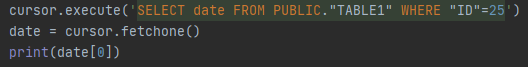 cursor.execute('SELECT date FROM PUBLIC."TABLE1" WHERE "ID"=25')
date = cursor.fetchone()
print(date[0])